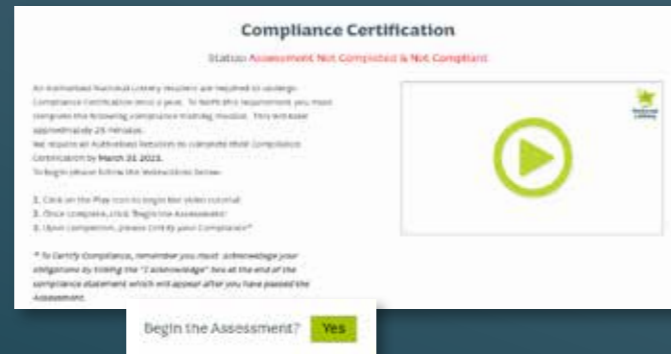 Compliance Certification
Status: Assessment Not Completed & Not Compliant
All Authorised National Lottery Retailers are required to undergo
Compliance Certification once a year. To fulfil this requirement you must
complete the following compliance training module. This will take
approximately 25 minutes.
We require all Authorised Retailers to complete their Compliance
Certification by March 31 2023.
To begin please follow the instructions below.
1. Click on the Play icon to begin the video tutorial
2. Once complete, click 'Begin the Assessment'
3. Upon completion, please Certify your Compliance*
* To Certify Compliance, remember you must acknowledge your
obligations by ticking the "I acknowledge" box at the end of the
compliance statement which will appear after you have passed the
Assessment.
National
Lottery
Begin the Assessment? Yes